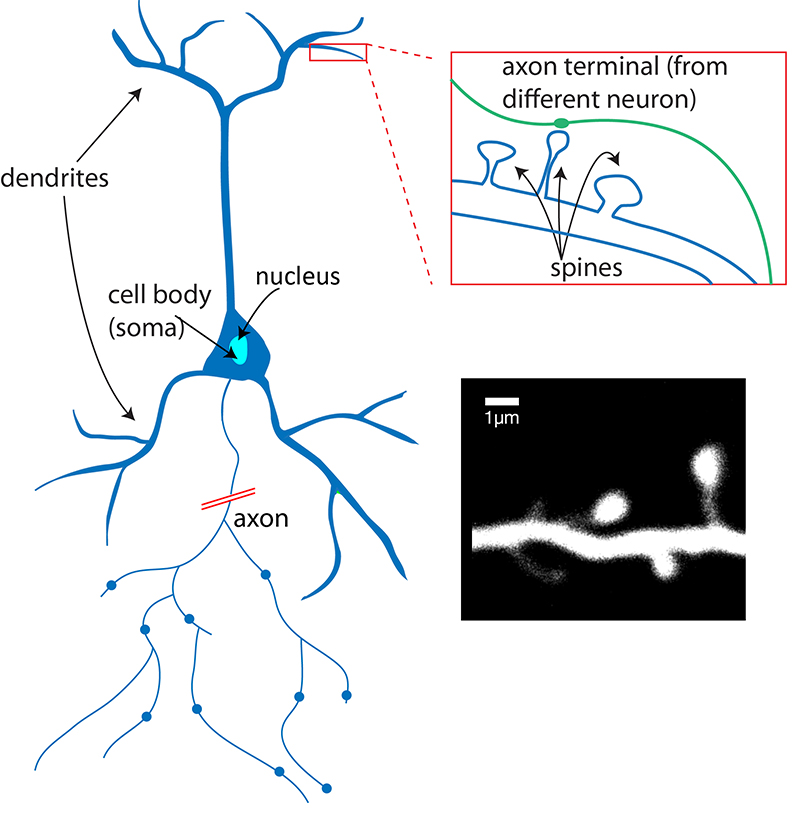 axon terminal (from
different neuron)
dendrites
nucleus
cell body
(soma)
spines
1μm
axon